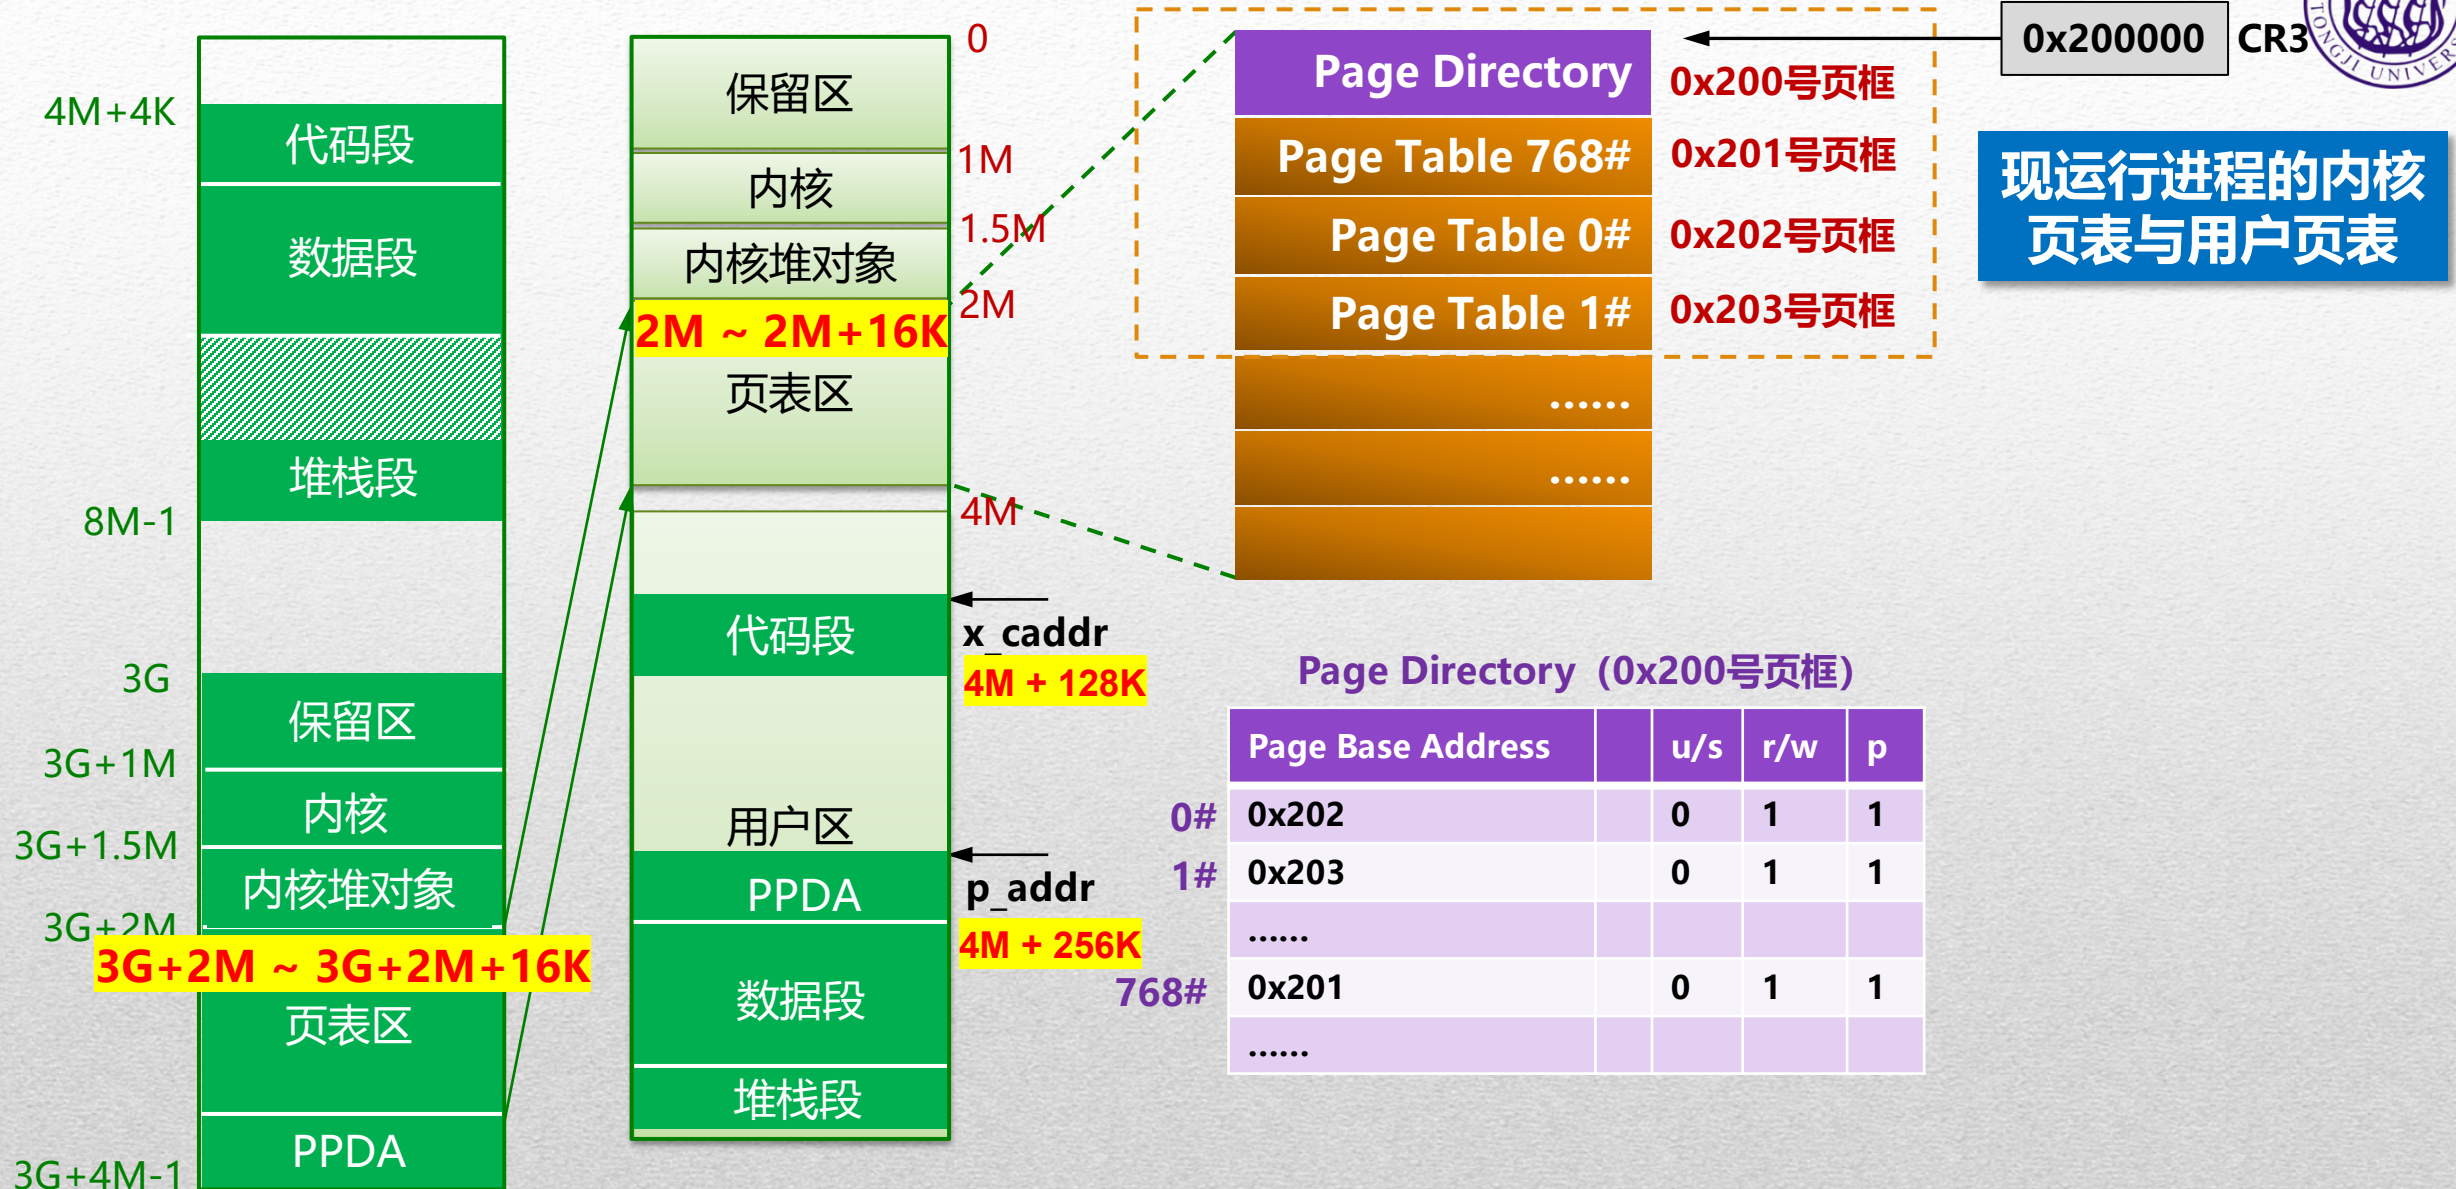 4M+4K
代码段
数据段
堆栈段
8M-1
3G
保留区
3G+1M
内核
3G+1.5M
内核堆对象
3G+2M
3G+2M ~ 3G+2M+16K
页表区
PPDA
3G+4M-1
0
保留区
1M
内核
1.5M
内核堆对象
2M
2M ~ 2M+16K
页表区
4M
代码段
x_caddr
4M + 128K
用户区
PPDA
p_addr
4M + 256K
数据段
堆栈段
Page Directory
0x200号页框
Page Table 768#
0x201号页框
Page Table 0#
0x202号页框
Page Table 1#
0x203号页框
......
......
0x200000 CR3
TONGJI UNIVER
现运行进程的内核
页表与用户页表
Page Directory (0x200号页框)
Page Base Address u/s r/w p
0# 0x202 0 1 1
1# 0x203 0 1 1
......
768# 0x201 0 1 1
......